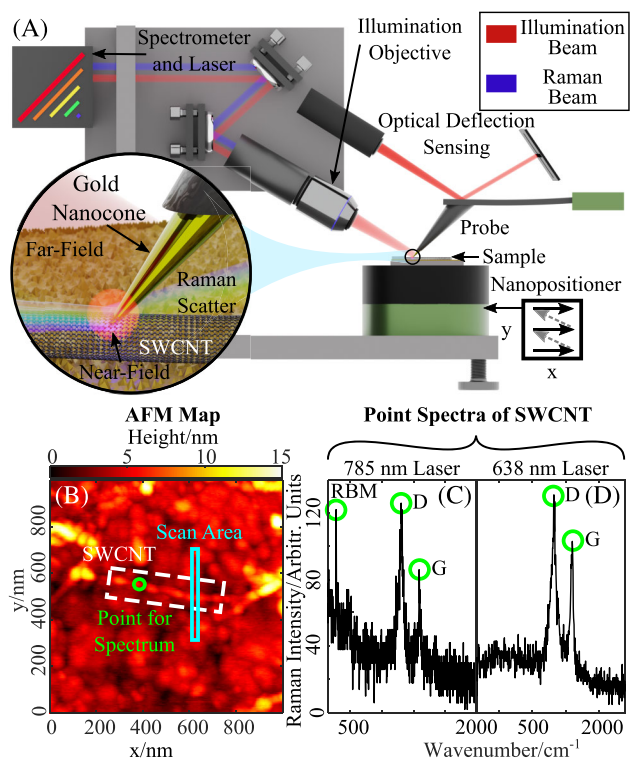 (A)
Spectrometer
and Laser
Illumination
Objective
Illumination
Beam
Raman
Beam
Optical Deflection
Sensing
Gold
Nanocone
Far-Field
Raman
Scatter
SWCNT
Near-Field
Probe
Sample
Nanopositioner
y
x
AFM Map
Height/nm
0 5 10 15
(B)
SWCNT
Scan Area
Point for
Spectrum
y/nm
0 200 400 600 800
0 200 400 600 800 1000
x/nm
Point Spectra of SWCNT
785 nm Laser
638 nm Laser
Raman Intensity/Arbitr. Units
0 40 80 120
RBM
D
G
(C)
D
G
(D)
500 2000 500 2000
Wavenumber/cm⁻¹